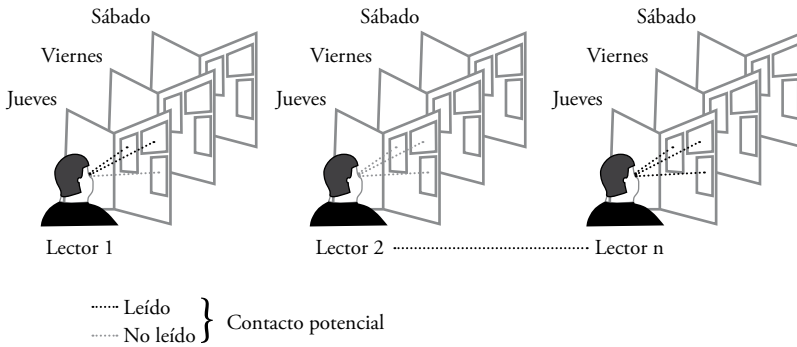 Sábado Sábado Sábado
Viernes Viernes Viernes
Jueves Jueves Jueves
Lector 1 Lector 2 Lector n
Leído
No leído
Contacto potencial